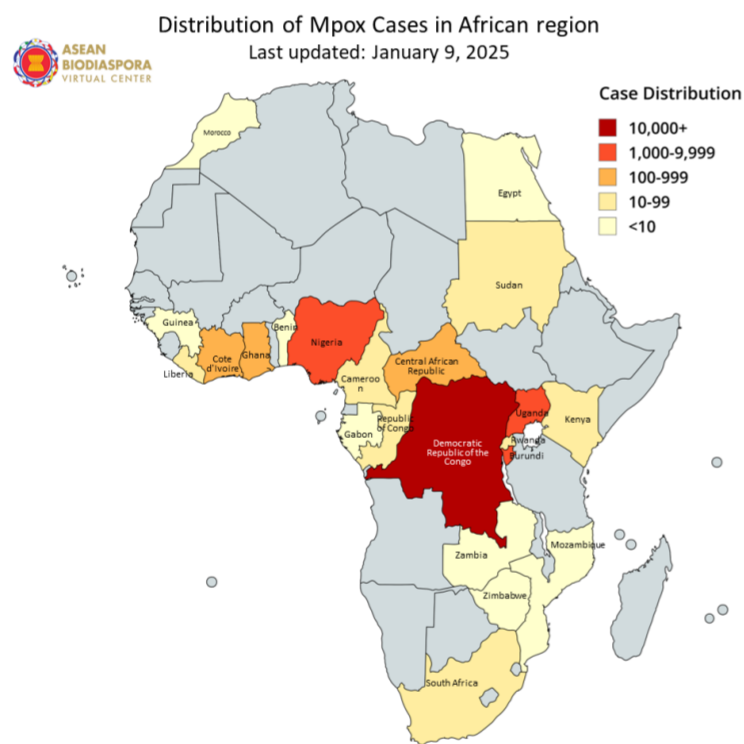 Distribution of Mpox Cases in African region
Last updated: January 9, 2025
ASEAN
BIODIASPORA
VIRTUAL CENTER
Case Distribution
10,000+
1,000-9,999
100-999
10-99
<10
Morocco
Egypt
Sudan
Guinea
Benin
Nigeria
Liberia
Cote
d'Ivoire
Ghana
Central African
Republic
Cameroo
n
Gabon
Republic
of Congo
Democratic
Republic of the
Congo
Uganda
Kenya
Rwanga
Burundi
Zambia
Mozambique
Zimbabwe
South Africa